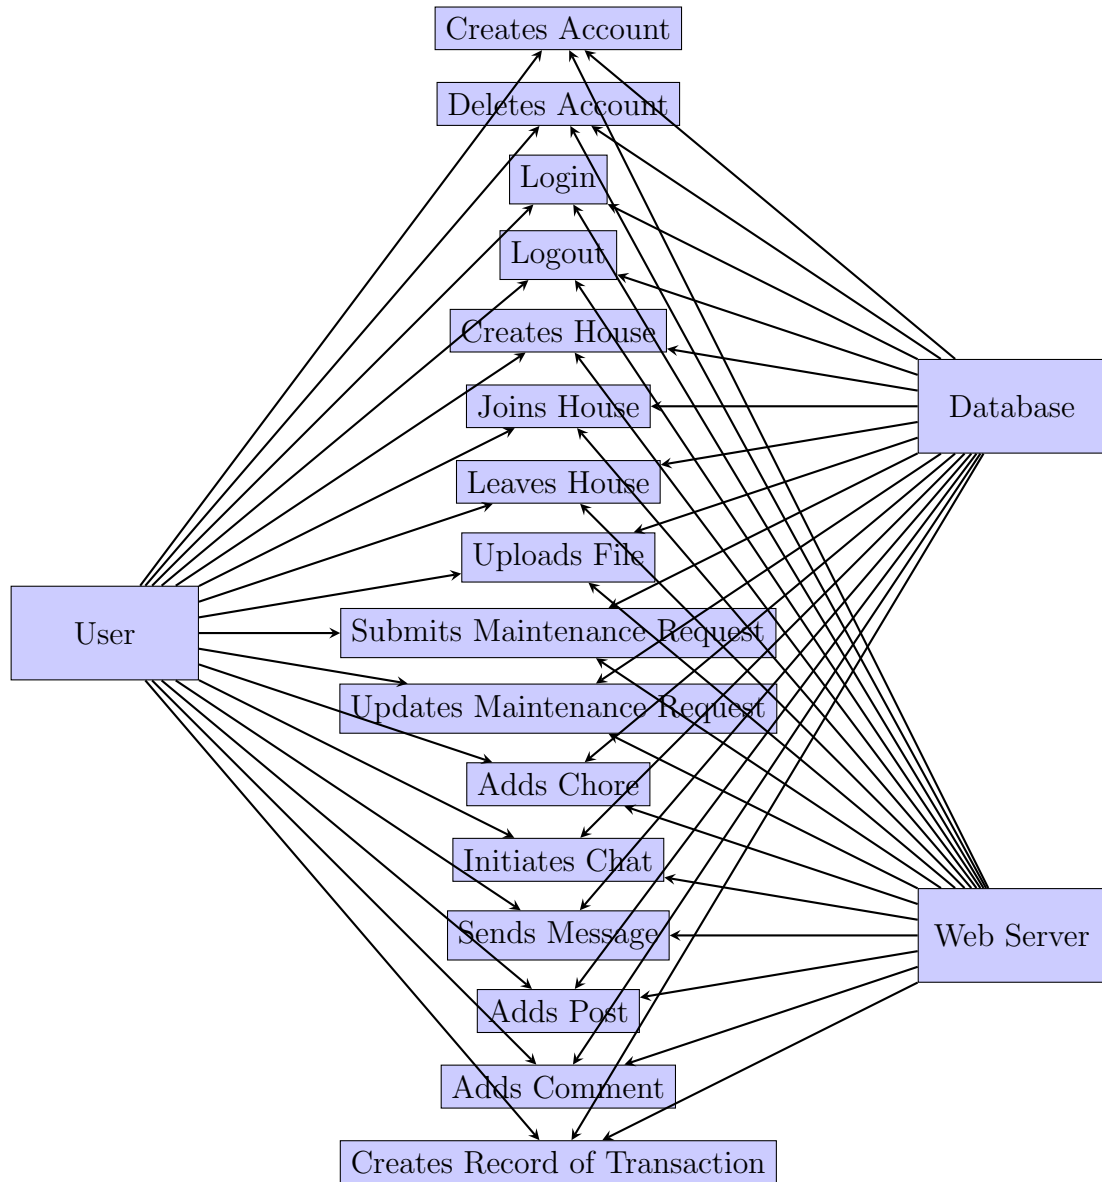 Creates Account
Deletes Account
Login
Logout
Creates House
Joins House
Database
Leaves House
Uploads File
User
Submits Maintenance Request
Updates Maintenance Request
Adds Chore
Initiates Chat
Sends Message
Web Server
Adds Post
Adds Comment
Creates Record of Transaction